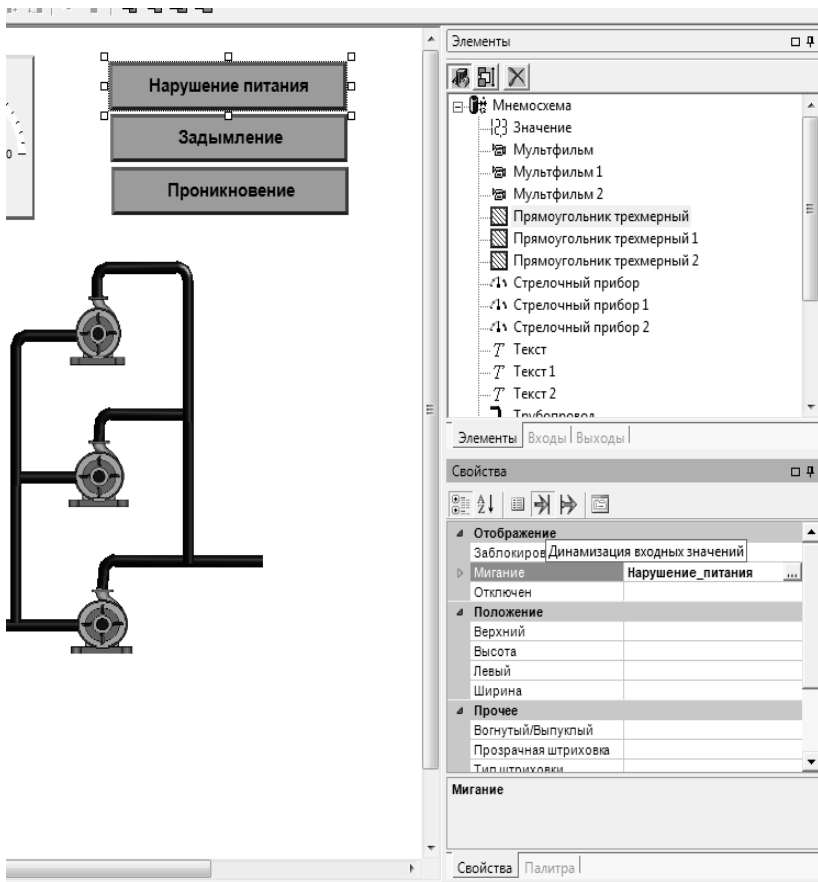 Элементы
Нарушение питания
Задымление
Проникновение
0
Мнемосхема
Значение
Мультфильм
Мультфильм 1
Мультфильм 2
Прямоугольник трехмерный
Прямоугольник трехмерный 1
Прямоугольник трехмерный 2
Стрелочный прибор
Стрелочный прибор 1
Стрелочный прибор 2
Текст
Текст 1
Текст 2
Трубопровод
Элементы Входы Выходы
Свойства
Отображение
Заблокиров
Динамизация входных значений
Мигание Нарушение_питания ...
Отключен
Положение
Верхний
Высота
Левый
Ширина
Прочее
Вогнутый/Выпуклый
Прозрачная штриховка
Тип штриховки
Мигание
Свойства Палитра